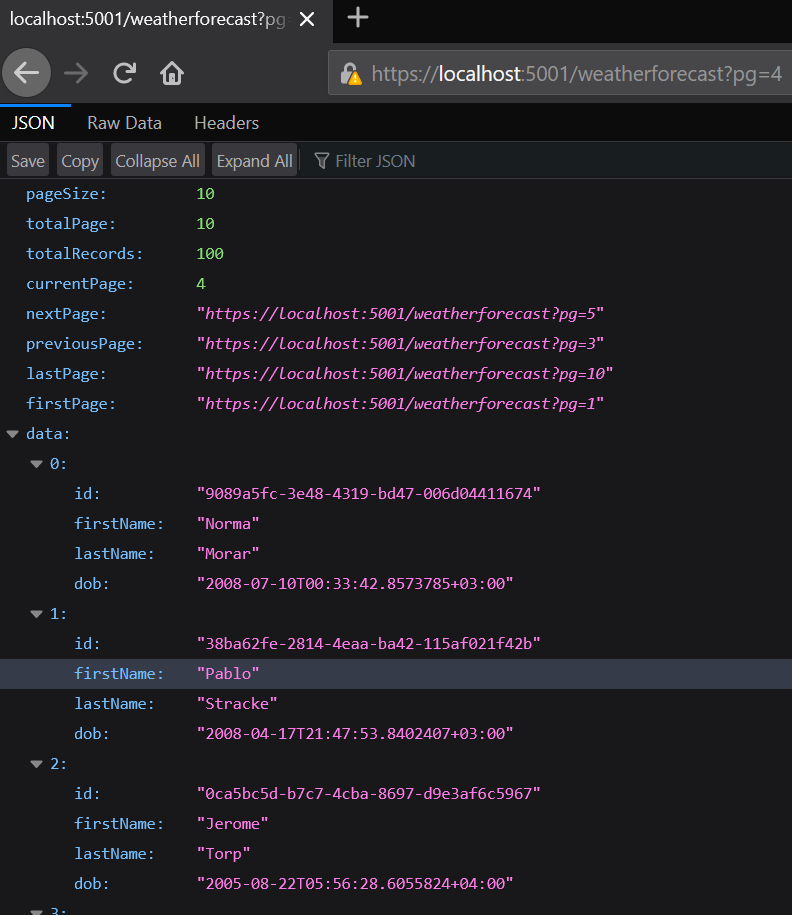 localhost:5001/weatherforecast?pg
https://localhost:5001/weatherforecast?pg=4
JSON Raw Data Headers
Save Copy Collapse All Expand All Filter JSON
pageSize: 10
totalPage: 10
totalRecords: 100
currentPage: 4
nextPage: "https://localhost:5001/weatherforecast?pg=5"
previousPage: "https://localhost:5001/weatherforecast?pg=3"
lastPage: "https://localhost:5001/weatherforecast?pg=10"
firstPage: "https://localhost:5001/weatherforecast?pg=1"
data:
0:
id: "9089a5fc-3e48-4319-bd47-006d04411674"
firstName: "Norma"
lastName: "Morar"
dob: "2008-07-10T00:33:42.8573785+03:00"
1:
id: "38ba62fe-2814-4eaa-ba42-115af021f42b"
firstName: "Pablo"
lastName: "Stracke"
dob: "2008-04-17T21:47:53.8402407+03:00"
2:
id: "0ca5bc5d-b7c7-4cba-8697-d9e3af6c5967"
firstName: "Jerome"
lastName: "Torp"
dob: "2005-08-22T05:56:28.6055824+04:00"
3: